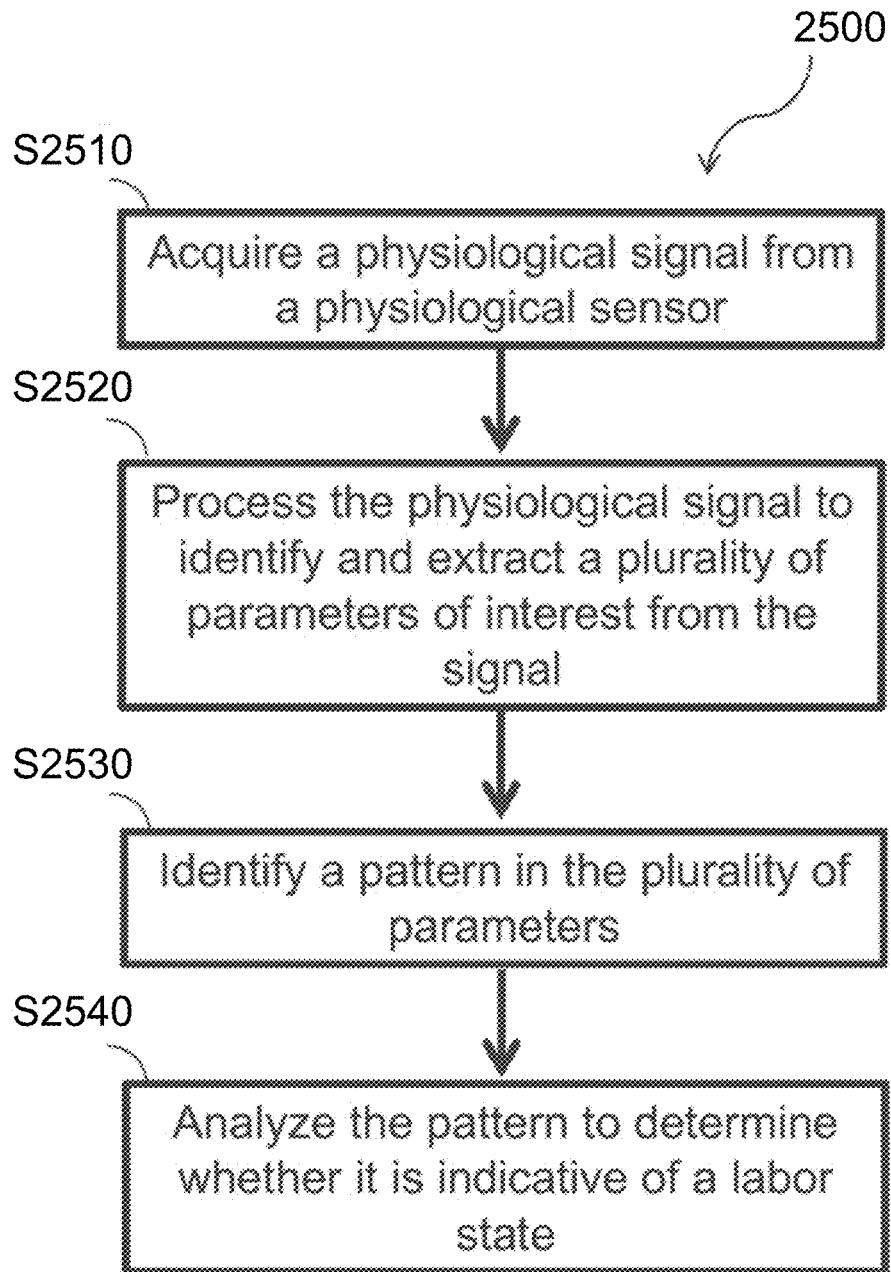 2500
S2510
Acquire a physiological signal from
a physiological sensor
S2520
Process the physiological signal to
identify and extract a plurality of
parameters of interest from the
signal
S2530
Identify a pattern in the plurality of
parameters
S2540
Analyze the pattern to determine
whether it is indicative of a labor
state